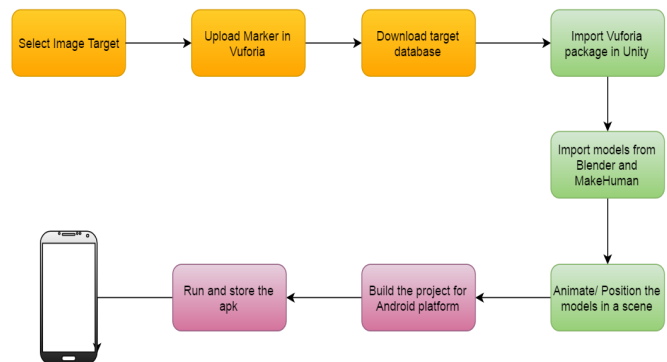 Select Image Target
Upload Marker in
Vuforia
Download target
database
Import Vuforia
package in Unity
Import models from
Blender and
MakeHuman
Animate/ Position the
models in a scene
Build the project for
Android platform
Run and store the
apk